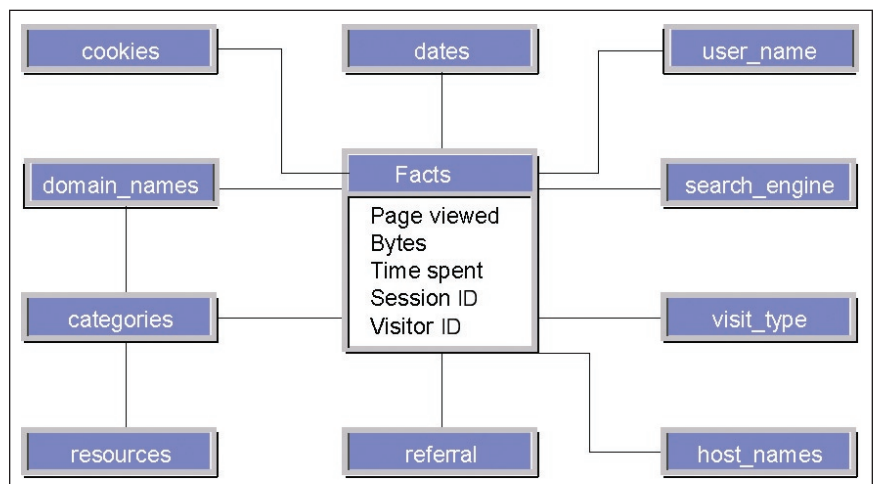 cookies
dates
user_name
domain_names
Facts
search_engine
Page viewed
Bytes
Time spent
Session ID
Visitor ID
categories
visit_type
resources
referral
host_names